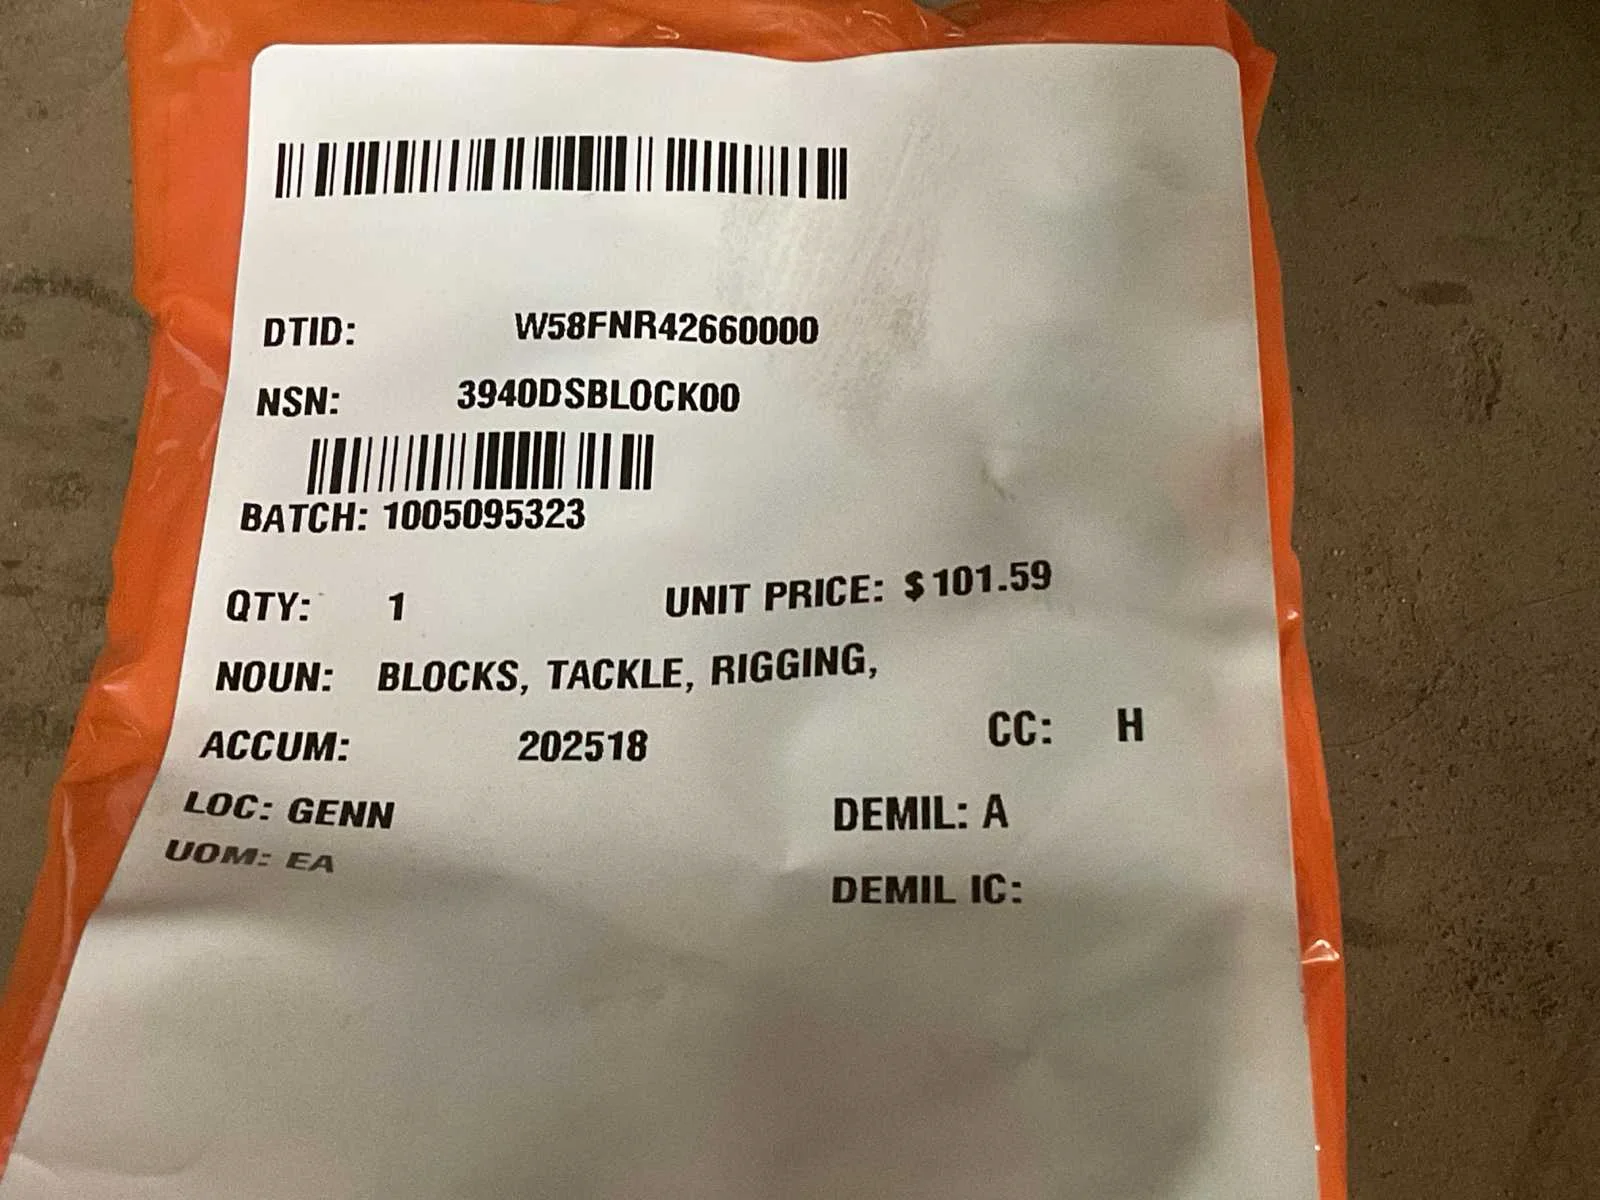 DTID: W58FNR42660000
NSN: 3940DSBLOCK00
BATCH: 1005095323
QTY: 1 UNIT PRICE: $ 101.59
NOUN: BLOCKS, TACKLE, RIGGING,
ACCUM: 202518 CC: H
LOC: GENN DEMIL: A
UOM: EA DEMIL IC: